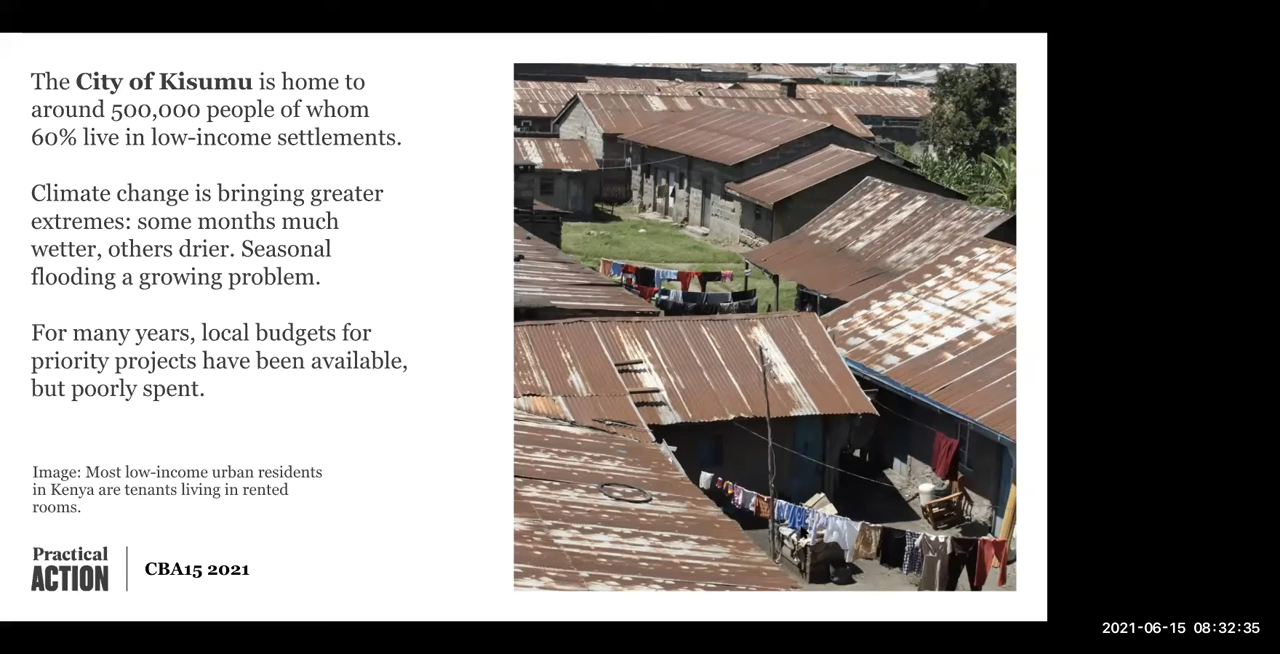 The City of Kisumu is home to
around 500,000 people of whom
60% live in low-income settlements.
Climate change is bringing greater
extremes: some months much
wetter, others drier. Seasonal
flooding a growing problem.
For many years, local budgets for
priority projects have been available,
but poorly spent.
Image: Most low-income urban residents
in Kenya are tenants living in rented
rooms.
Practical
ACTION
CBA15 2021
2021-06-15 08:32:35